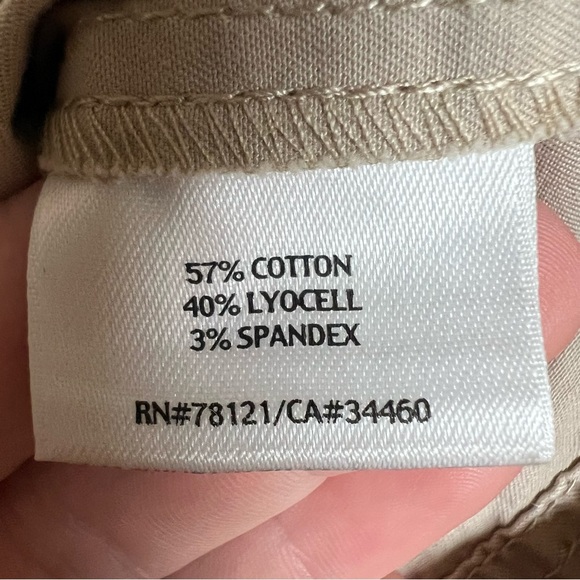 57% COTTON
40% LYOCELL
3% SPANDEX
RN#78121/CA#34460